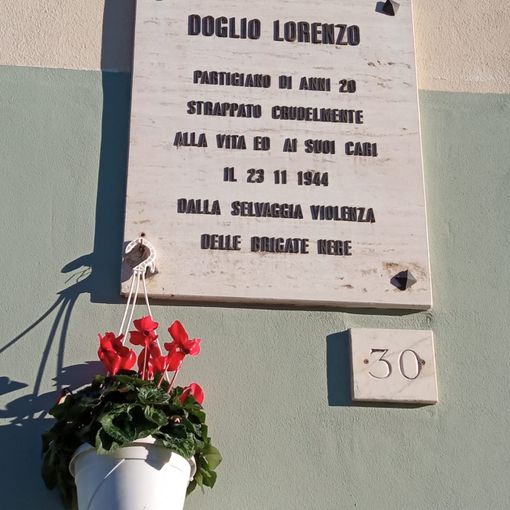 DOGLIO LORENZO
PARTIGIANO DI ANNI 20
STRAPPATO CRUDELMENTE
ALLA VITA ED AI SUOI CARI
IL 23 11 1944
DALLA SELVAGGIA VIOLENZA
DELLE BRIGATE NERE
30